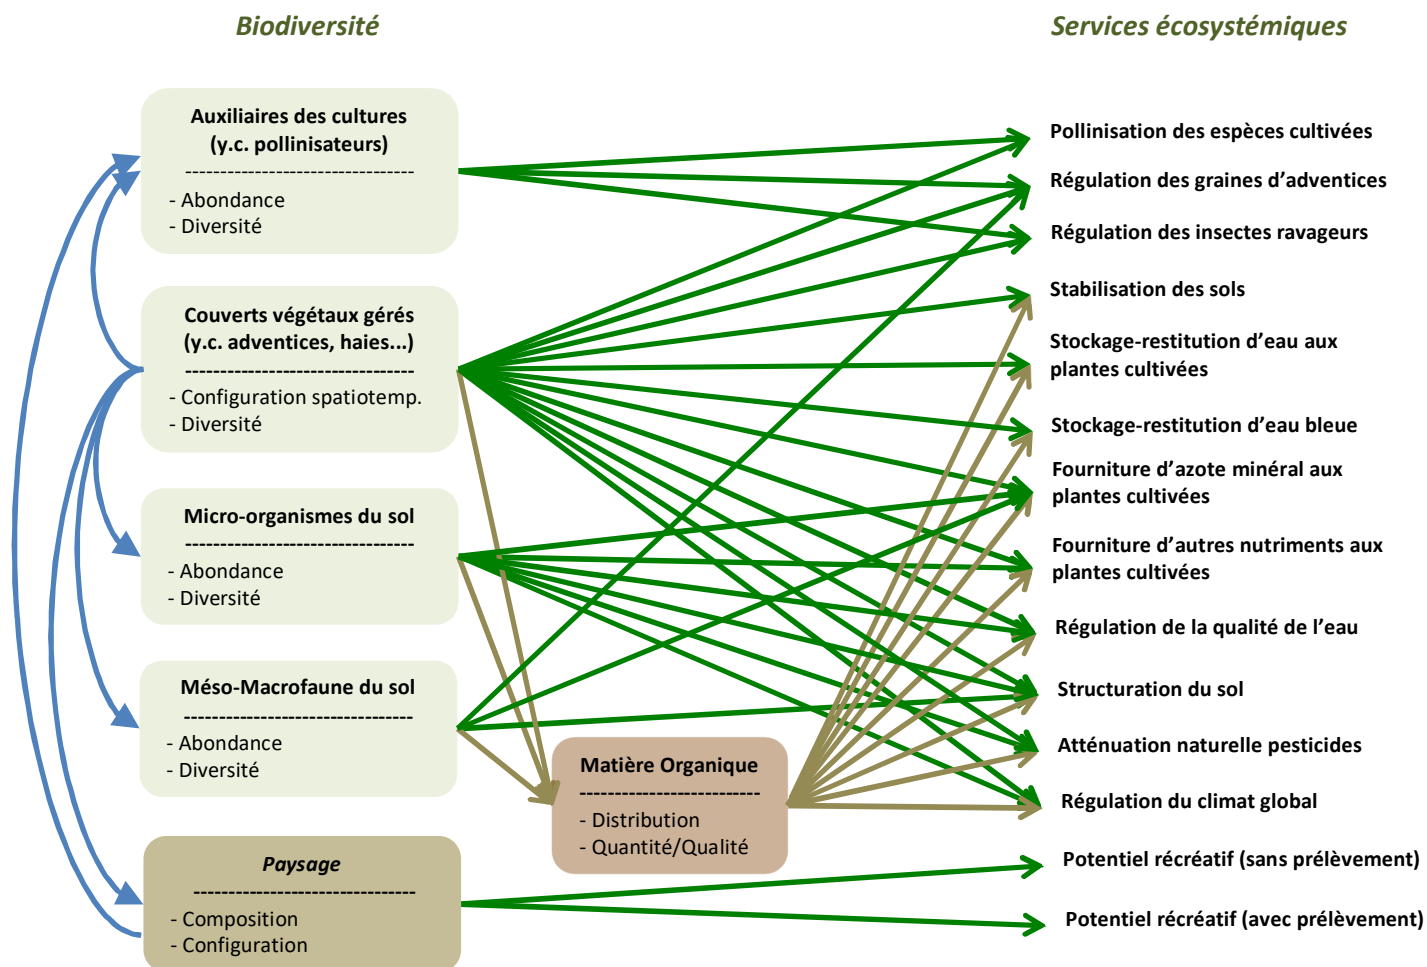 Biodiversité
Services écosystémiques
Auxiliaires des cultures
(y.c. pollinisateurs)
---------------------------------
- Abondance
- Diversité
Couverts végétaux gérés
(y.c. adventices, haies...)
---------------------------------
- Configuration spatiotemp.
- Diversité
Micro-organismes du sol
---------------------------------
- Abondance
- Diversité
Méso-Macrofaune du sol
---------------------------------
- Abondance
- Diversité
Paysage
--------------------------------
- Composition
- Configuration
Matière Organique
--------------------------
- Distribution
- Quantité/Qualité
Pollinisation des espèces cultivées
Régulation des graines d’adventices
Régulation des insectes ravageurs
Stabilisation des sols
Stockage-restitution d’eau aux
plantes cultivées
Stockage-restitution d’eau bleue
Fourniture d’azote minéral aux
plantes cultivées
Fourniture d’autres nutriments aux
plantes cultivées
Régulation de la qualité de l’eau
Structuration du sol
Atténuation naturelle pesticides
Régulation du climat global
Potentiel récréatif (sans prélèvement)
Potentiel récréatif (avec prélèvement)